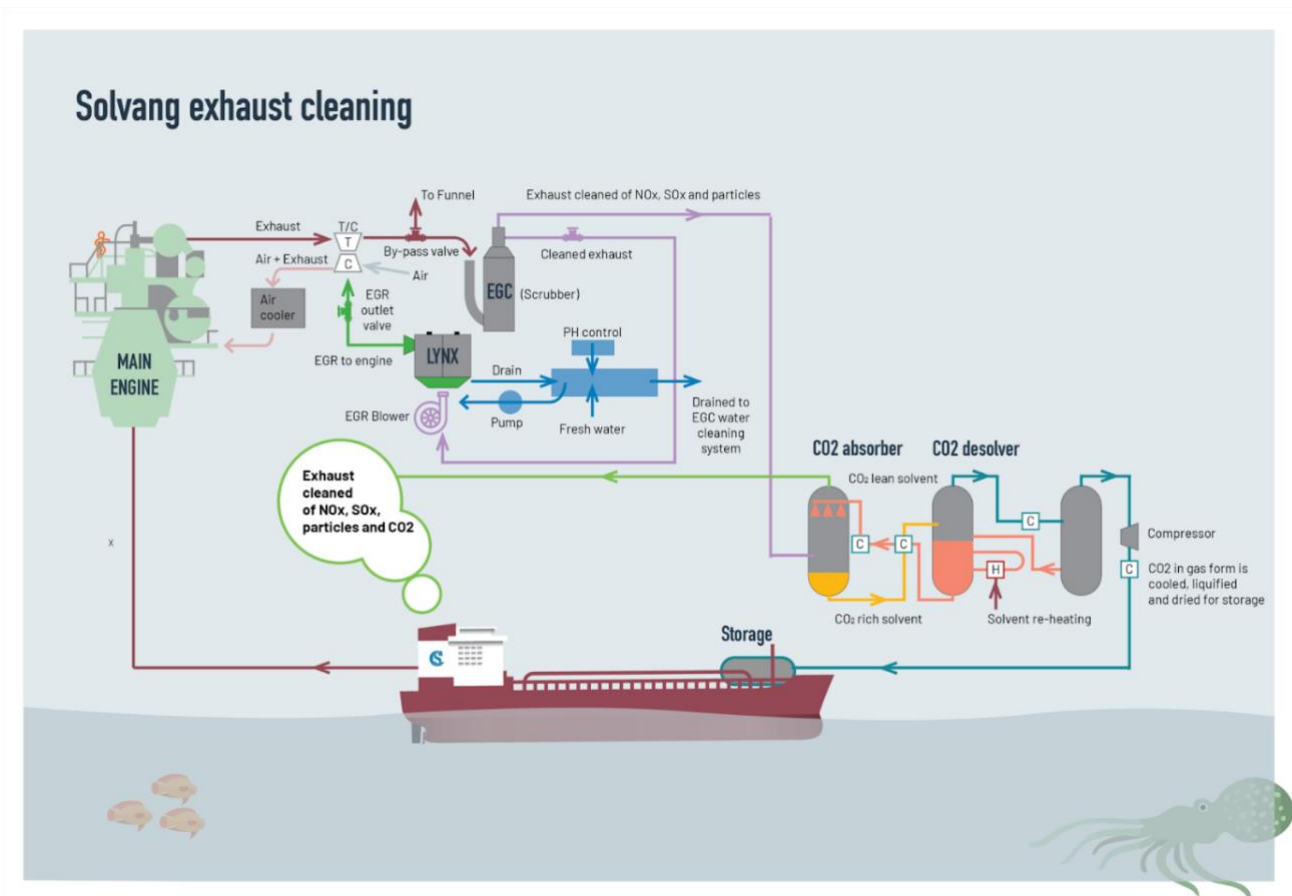 Solvang exhaust cleaning
To Funnel
Exhaust cleaned of NOx, SOx and particles
Exhaust
T/C
T
By-pass valve
Cleaned exhaust
Air + Exhaust
C
Air
EGC
(Scrubber)
Air
cooler
EGR
outlet
valve
PH control
MAIN
ENGINE
EGR to engine
LYNX
Drain
EGR Blower
Pump
Fresh water
Drained to
EGC water
cleaning
system
CO2 absorber
CO2 desolver
CO₂ lean solvent
Exhaust
cleaned
of NOx, SOx,
particles and CO2
C
C
C
Compressor
C
CO2 in gas form is
cooled, liquified
and dried for storage
H
CO₂ rich solvent
Solvent re-heating
x
Storage